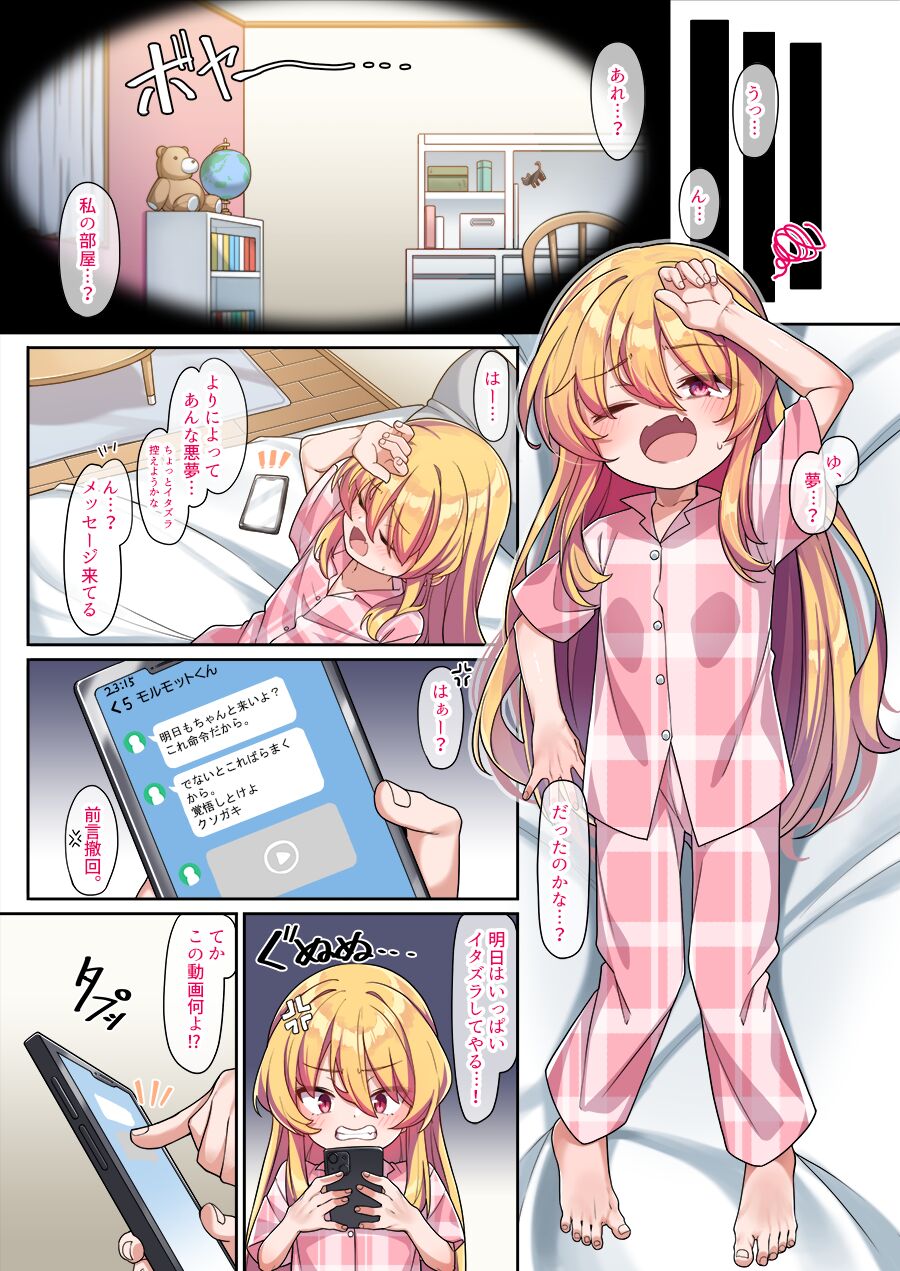 うっ…
ん…
あれ…?
ボヤ〜…
私の部屋…?
ゆ、
夢…?
だったのかな…?
はー…
よりによって
あんな悪夢…
ちょっとイタズラ
控えようかな
ん…?
メッセージ来てる
はぁー?
23:15
<5 モルモットくん
明日もちゃんと来いよ?
これ命令だから。
でないとこればらまく
から。
覚悟しとけよ
クソガキ
前言撤回。
明日はいっぱい
イタズラしてやる…!
ぐぬぬ…
てか
この動画何よ!?
タプッ